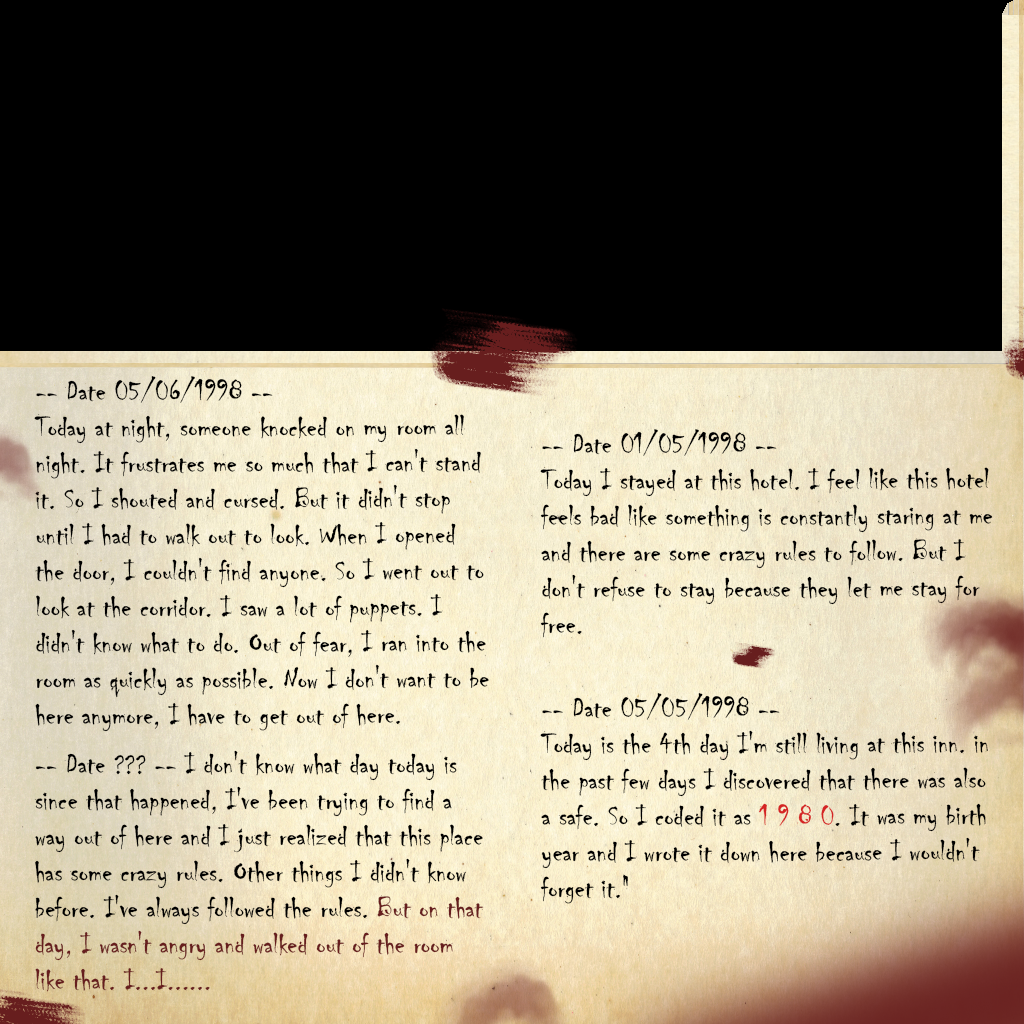 -- Date 05/06/1998 --
Today at night, someone knocked on my room all
night. It frustrates me so much that I can't stand
it. So I shouted and cursed. But it didn't stop
until I had to walk out to look. When I opened
the door, I couldn't find anyone. So I went out to
look at the corridor. I saw a lot of puppets. I
didn't know what to do. Out of fear, I ran into the
room as quickly as possible. Now I don't want to be
here anymore, I have to get out of here.
-- Date ??? -- I don't know what day today is
since that happened, I've been trying to find a
way out of here and I just realized that this place
has some crazy rules. Other things I didn't know
before. I've always followed the rules. But on that
day, I wasn't angry and walked out of the room
like that. I...I......
-- Date 01/05/1998 --
Today I stayed at this hotel. I feel like this hotel
feels bad like something is constantly staring at me
and there are some crazy rules to follow. But I
don't refuse to stay because they let me stay for
free.
-- Date 05/05/1998 --
Today is the 4th day I'm still living at this inn. in
the past few days I discovered that there was also
a safe. So I coded it as 1 9 8 0. It was my birth
year and I wrote it down here because I wouldn't
forget it."